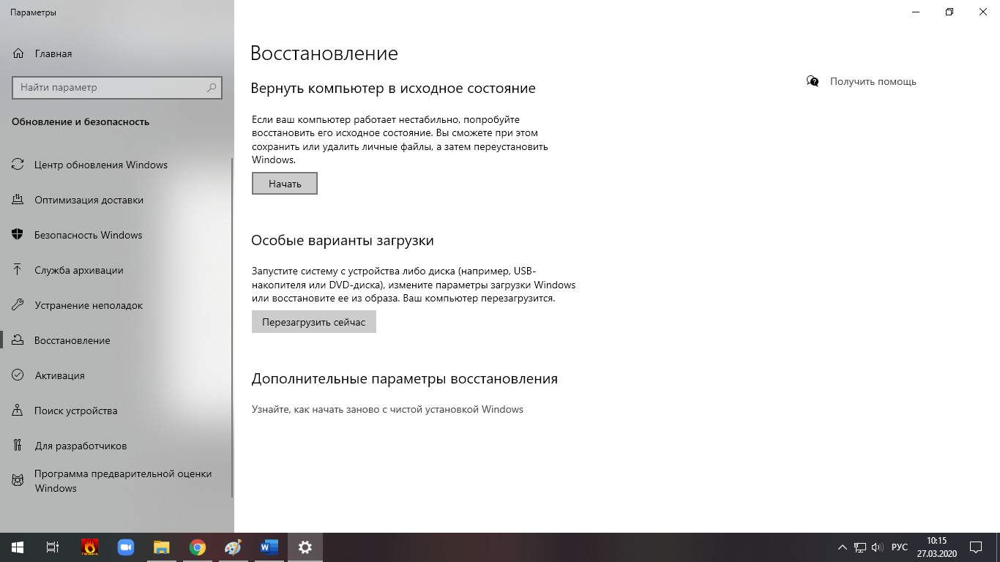 Параметры
Главная
Найти параметр
Обновление и безопасность
Центр обновления Windows
Оптимизация доставки
Безопасность Windows
Служба архивации
Устранение неполадок
Восстановление
Активация
Поиск устройства
Для разработчиков
Программа предварительной оценки
Windows
Восстановление
Вернуть компьютер в исходное состояние
Если ваш компьютер работает нестабильно, попробуйте
восстановить его исходное состояние. Вы сможете при этом
сохранить или удалить личные файлы, а затем переустановить
Windows.
Начать
Особые варианты загрузки
Запустите систему с устройства либо диска (например, USB-
накопителя или DVD-диска), измените параметры загрузки Windows
или восстановите ее из образа. Ваш компьютер перезагрузится.
Перезагрузить сейчас
Дополнительные параметры восстановления
Узнайте, как начать заново с чистой установкой Windows
Получить помощь
РУС
10:15
27.03.2020